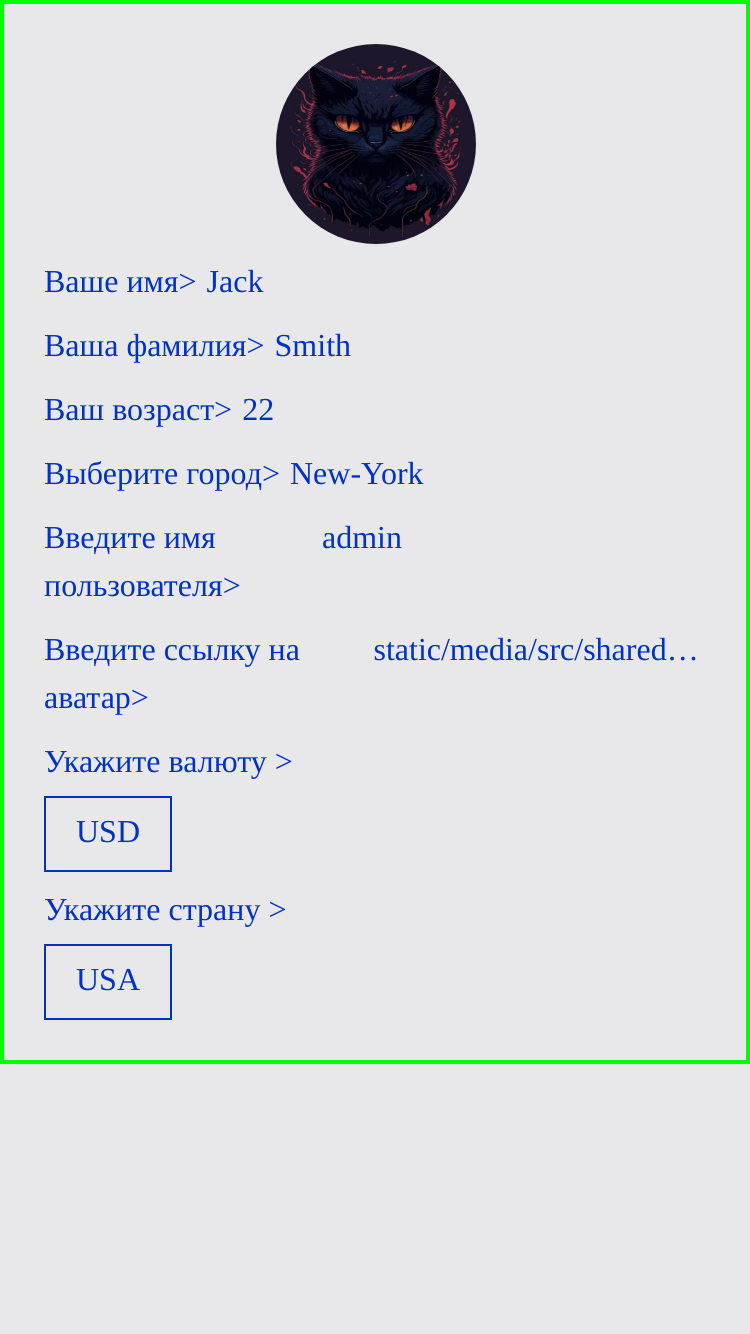 Ваше имя> Jack
Ваша фамилия> Smith
Ваш возраст> 22
Выберите город> New-York
Введите имя admin
пользователя>
Введите ссылку на static/media/src/shared…
аватар>
Укажите валюту >
USD
Укажите страну >
USA